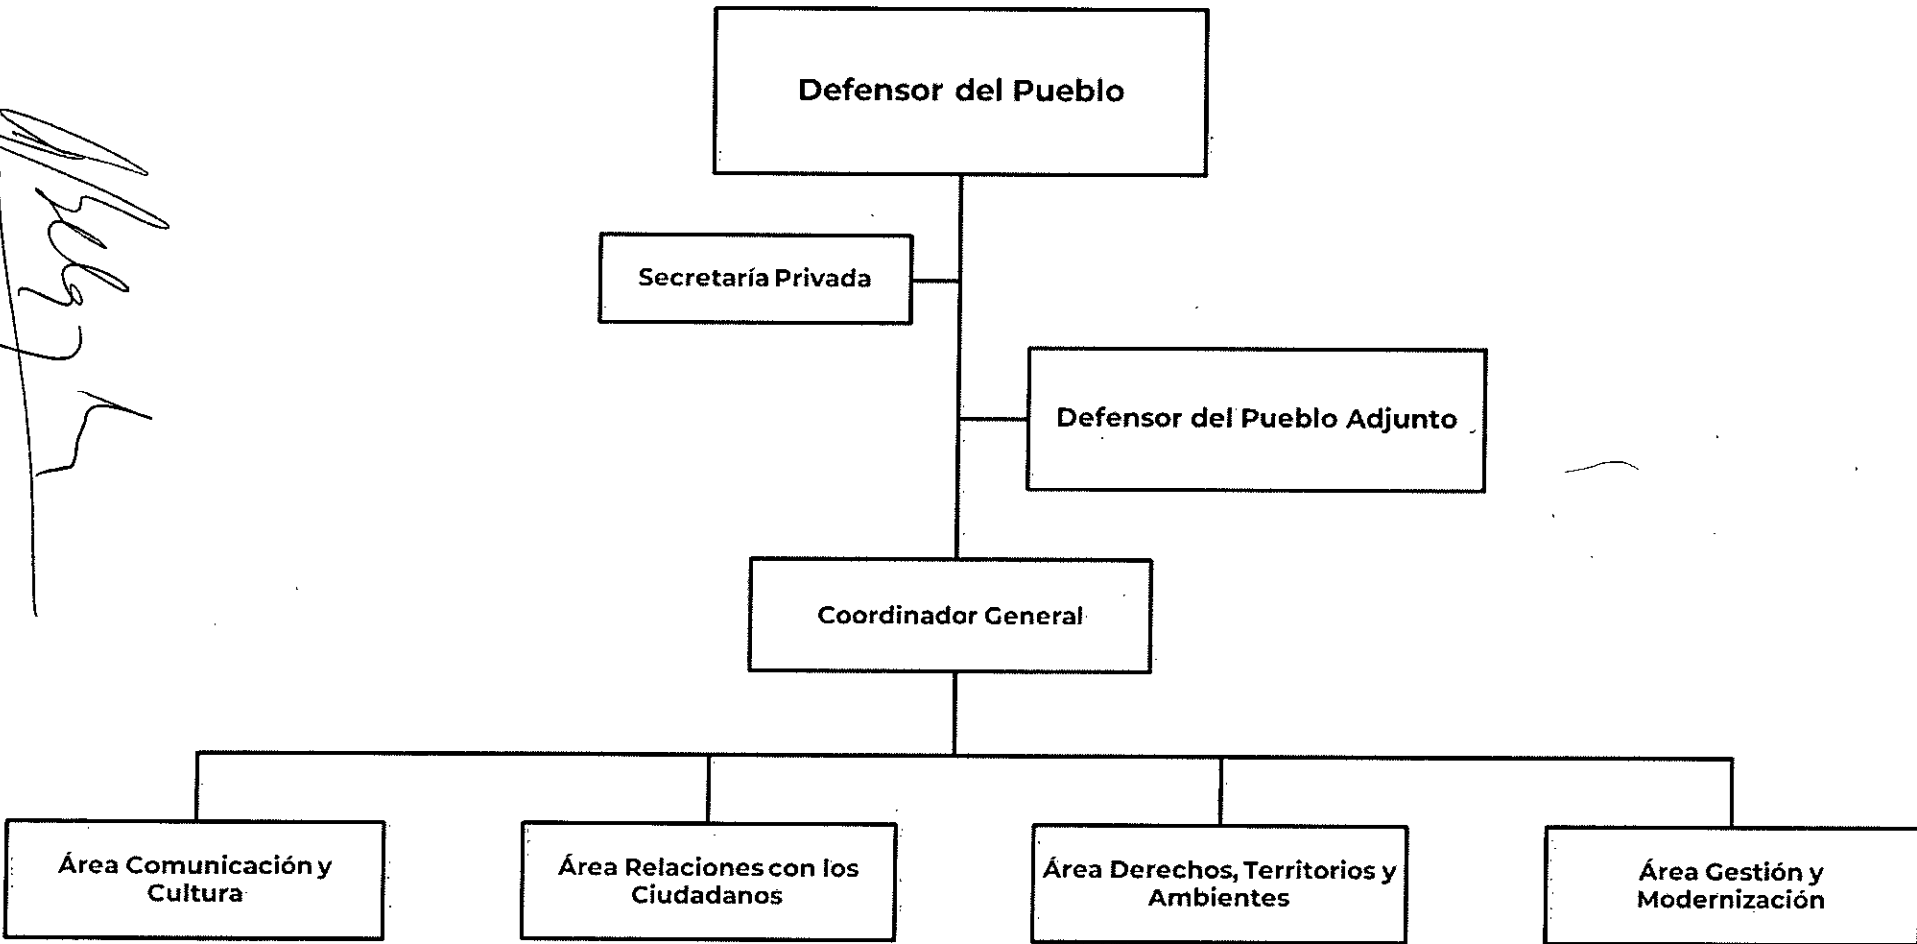 Defensor del Pueblo
Secretaría Privada
Defensor del Pueblo Adjunto
Coordinador General
Área Comunicación y
Cultura
Área Relaciones con los
Ciudadanos
Área Derechos, Territorios y
Ambientes
Área Gestión y
Modernización